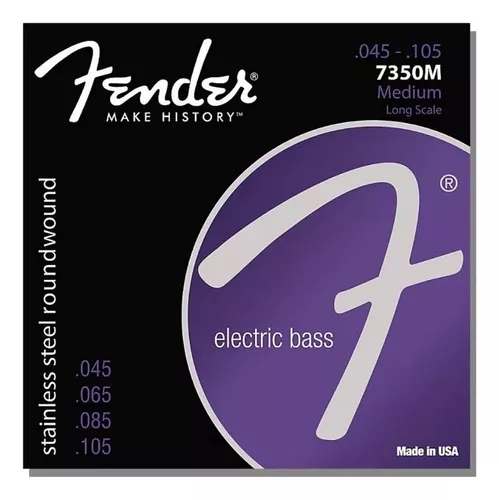 Fender®
MAKE HISTORY™
.045 - .105
7350M
Medium
Long Scale
F®
electric bass
stainless steel roundwound
.045
.065
.085
.105
Made in USA